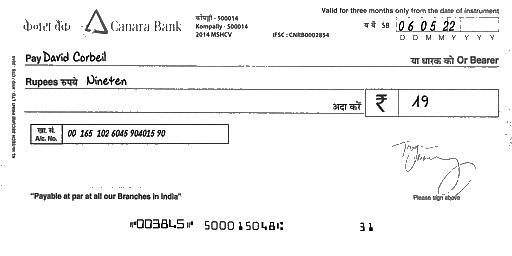 केनरा बैंक Canara Bank
कोंपल्ली - 500014
Kompally - 500014
2014 MSHCV
IFSC : CNRB0002854
Valid for three months only from the date of instrument
SB 06 05 22
D D M M Y Y Y Y
Pay David Corbeil या धारक को Or Bearer
Rupees रुपये Nineten
अदा करें ₹ 19
खा. सं.
A/c. No. 00 165 102 6045 904015 90
Please sign above
"Payable at par at all our Branches in India"
⑈003845⑈ 500015048⑆ 31